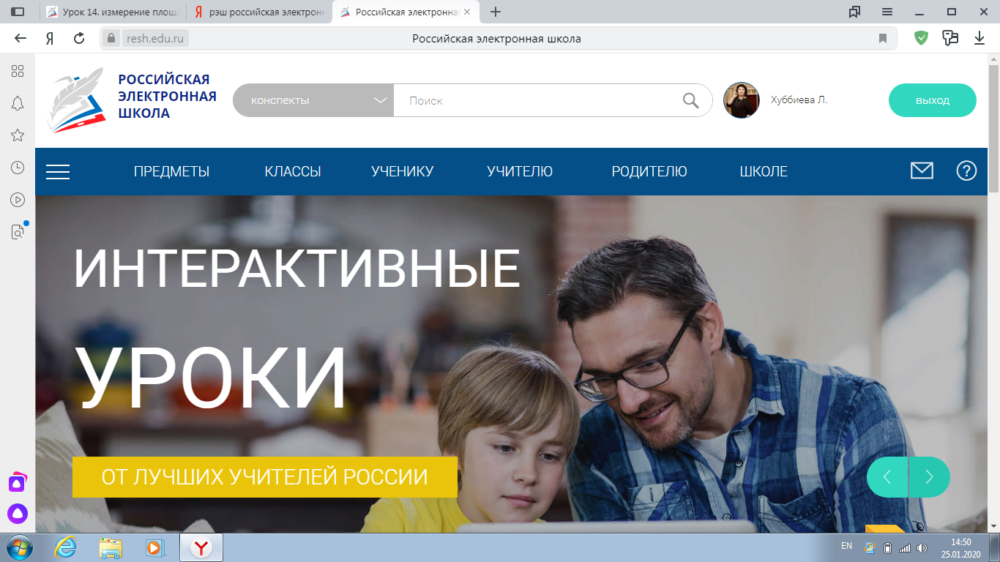 Урок 14. измерение площа
рэш российская электронн
Российская электронна
Я
resh.edu.ru
Российская электронная школа
РОССИЙСКАЯ
ЭЛЕКТРОННАЯ
ШКОЛА
конспекты
Поиск
Хуббиева Л.
выход
ПРЕДМЕТЫ КЛАССЫ УЧЕНИКУ УЧИТЕЛЮ РОДИТЕЛЮ ШКОЛЕ
ИНТЕРАКТИВНЫЕ
УРОКИ
ОТ ЛУЧШИХ УЧИТЕЛЕЙ РОССИИ
EN
14:50
25.01.2020